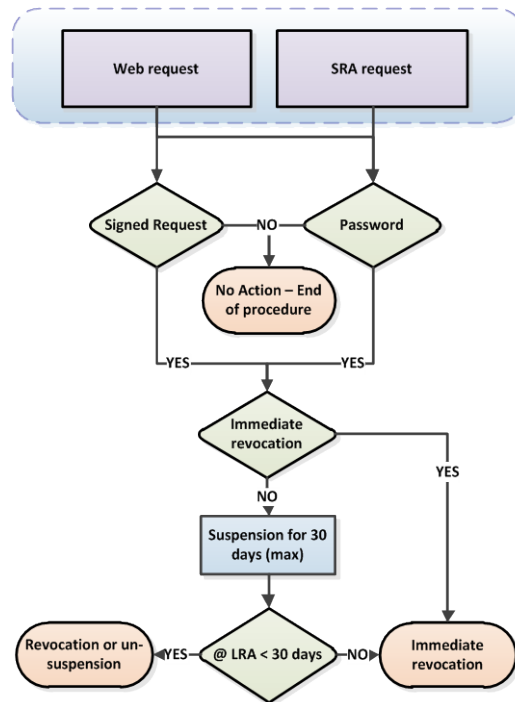 Web request
SRA request
Signed Request
NO
Password
No Action – End
of procedure
YES
YES
Immediate
revocation
YES
NO
Suspension for 30
days (max)
Revocation or un-
suspension
YES
@ LRA < 30 days
NO
Immediate
revocation